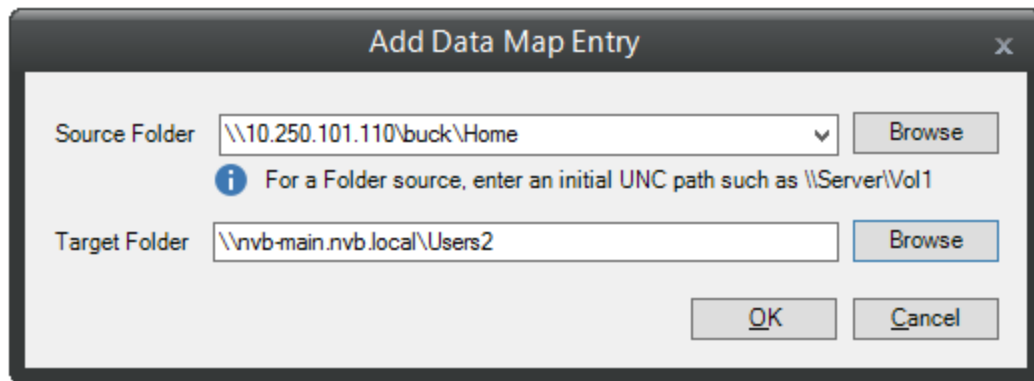 Add Data Map Entry x
Source Folder \\10.250.101.110\buck\Home Browse
i For a Folder source, enter an initial UNC path such as \\Server\Vol1
Target Folder \\nvb-main.nvb.local\Users2 Browse
OK Cancel